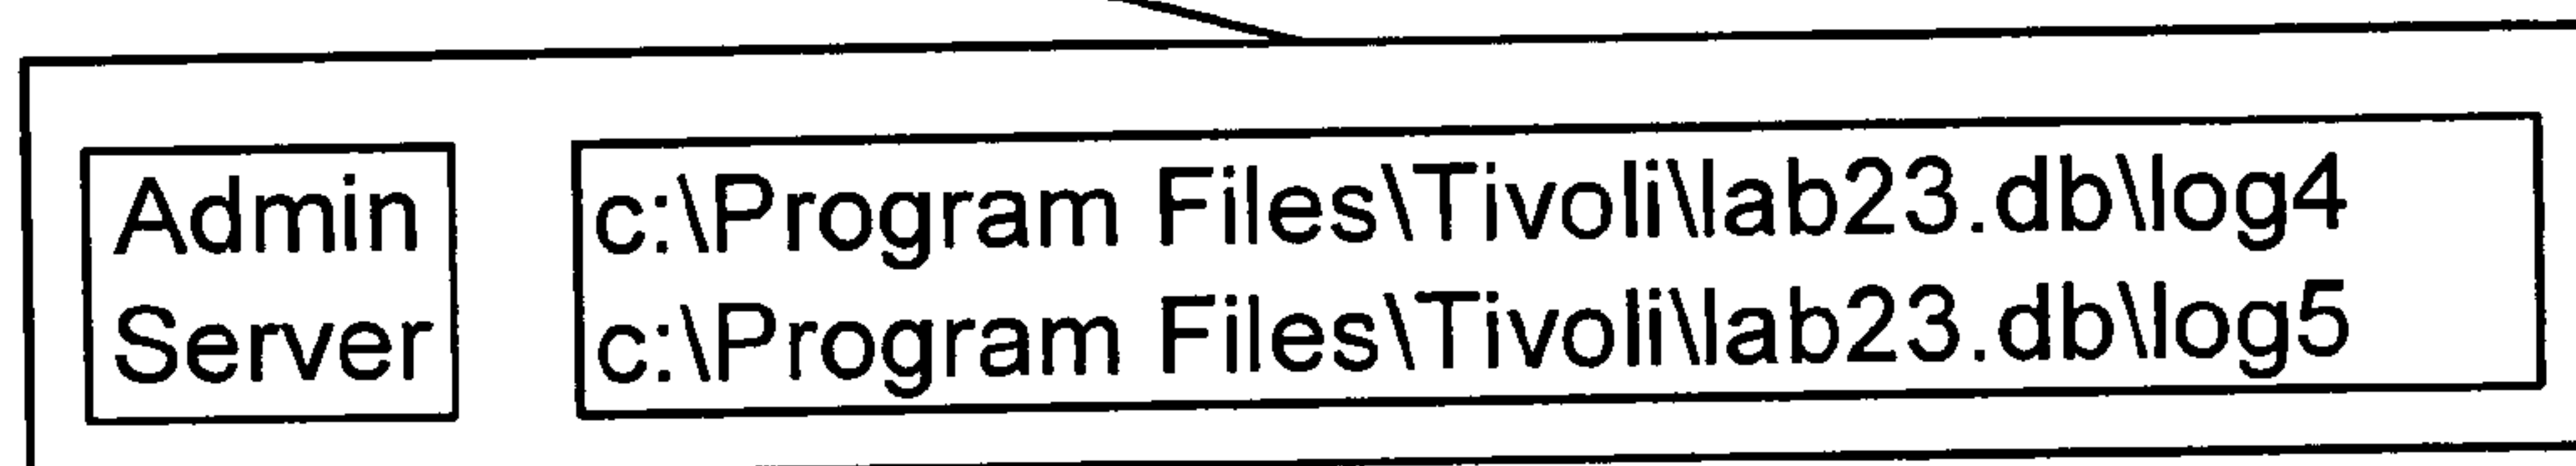 Admin
Server
c:\Program Files\Tivoli\lab23.db\log4
c:\Program Files\Tivoli\lab23.db\log5